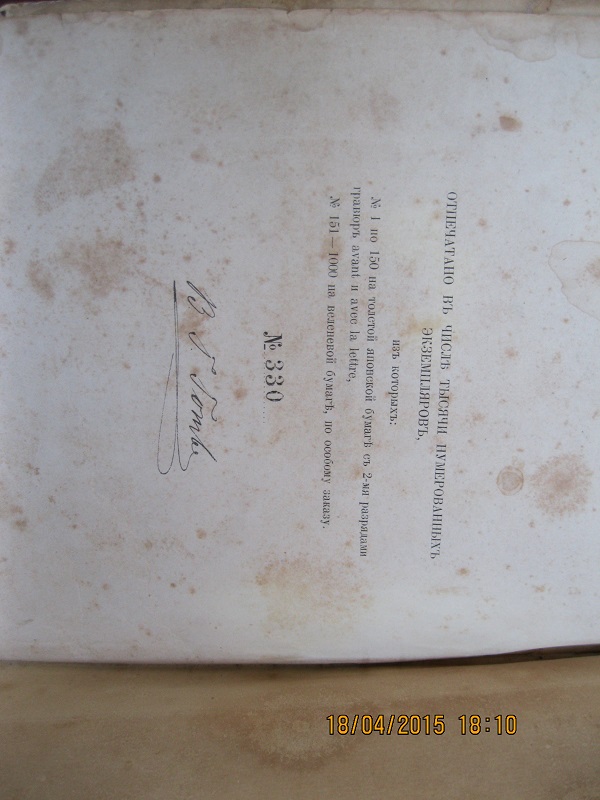 ОТПЕЧАТАНО ВЪ ЧИСЛѢ ТЫСЯЧИ НУМЕРОВАННЫХЪ
ЭКЗЕМПЛЯРОВЪ,
изъ которыхъ:
№ 1 по 150 на толстой японской бумагѣ съ 2-мя разрядами
гравюръ avant и avec la lettre,
№ 151—1000 на веленевой бумагѣ, по особому заказу.
№ 330
18/04/2015 18:10